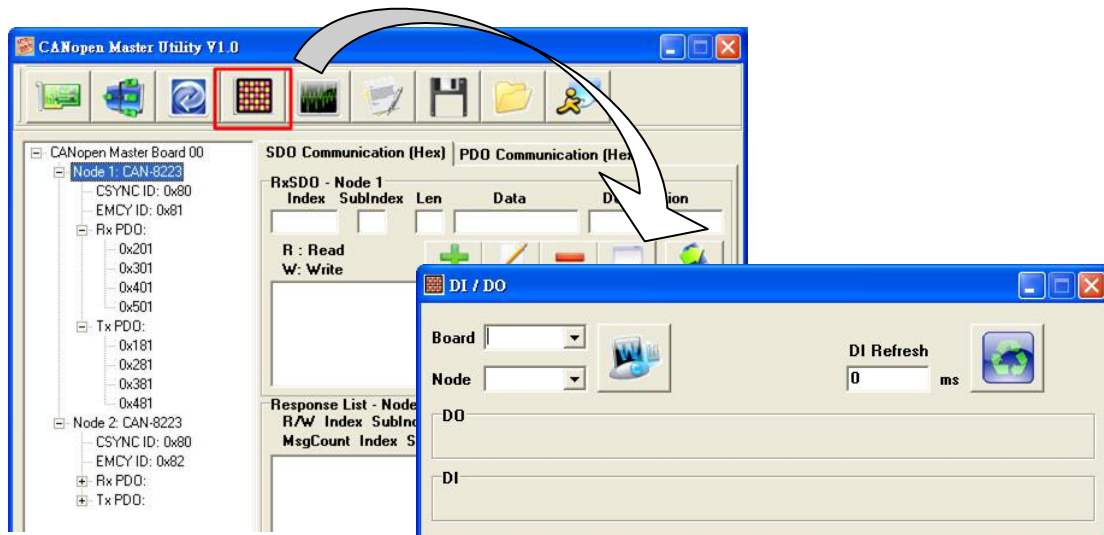 CANopen Master Utility V1.0
CANopen Master Board 00
Node 1: CAN-8223
CSYNC ID: 0x80
EMCY ID: 0x81
Rx PDO:
0x201
0x301
0x401
0x501
Tx PDO:
0x181
0x281
0x381
0x481
Node 2: CAN-8223
CSYNC ID: 0x80
EMCY ID: 0x82
Rx PDO:
Tx PDO:
SDO Communication (Hex) PDO Communication
RxSDO - Node 1
Index SubIndex Len Data
R : Read
W: Write
Response List - Node
R/W Index
MsgCount Index
DI / DO
Board
Node
DI Refresh
0 ms
DO
DI